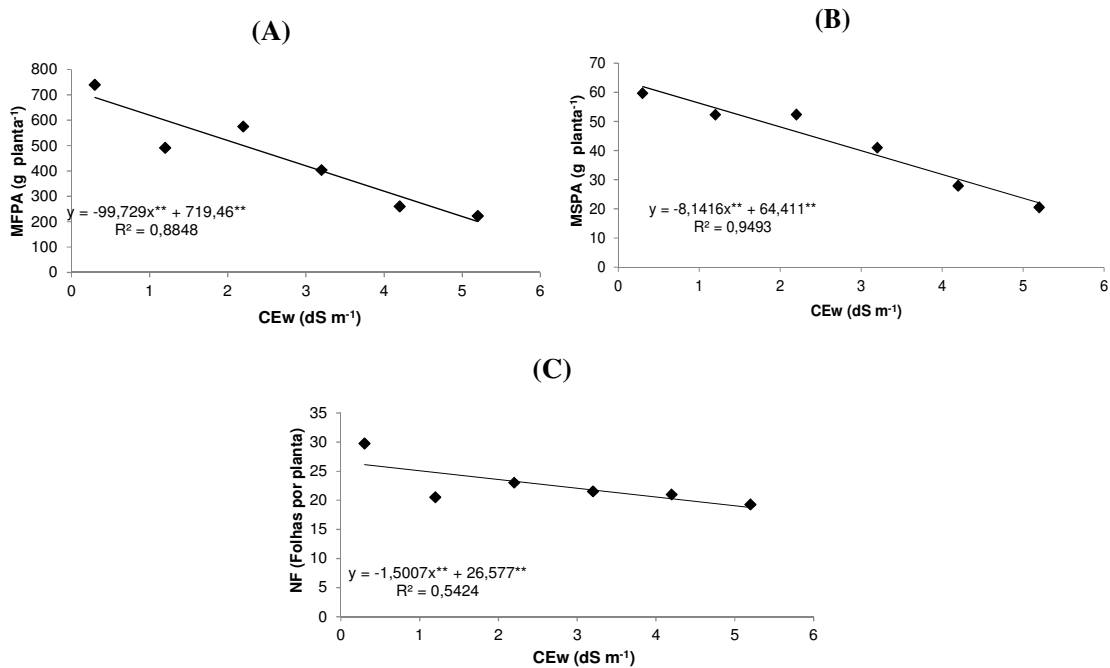 (A)
MFPA (g planta⁻¹)
800
700
600
500
400
300
200
100
0
y = -99,729x** + 719,46**
R² = 0,8848
0 1 2 3 4 5 6
CEw (dS m⁻¹)
(B)
MSPA (g planta⁻¹)
70
60
50
40
30
20
10
0
y = -8,1416x** + 64,411**
R² = 0,9493
0 1 2 3 4 5 6
CEw (dS m⁻¹)
(C)
NF (Folhas por planta)
35
30
25
20
15
10
5
0
y = -1,5007x** + 26,577**
R² = 0,5424
0 1 2 3 4 5 6
CEw (dS m⁻¹)